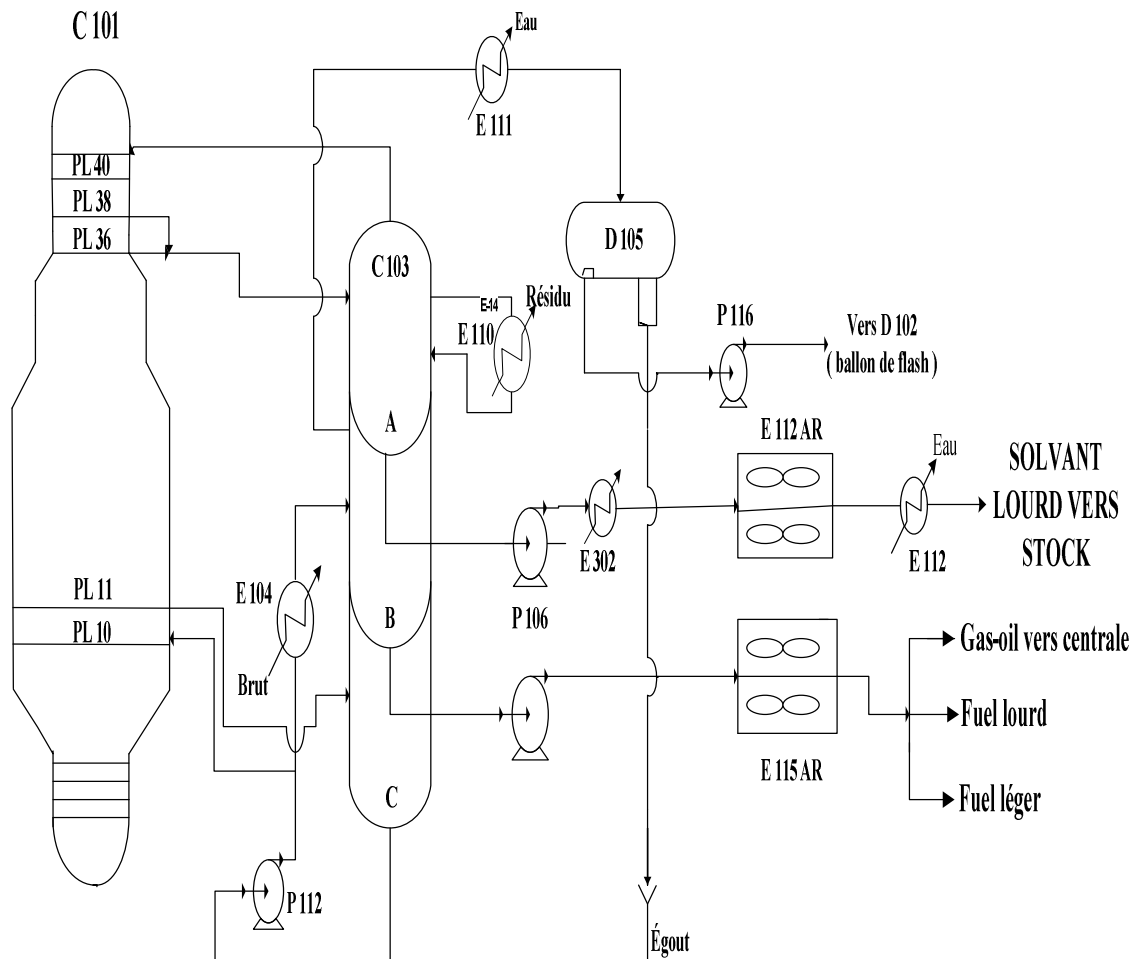 C 101
Eau
E 111
PL 40
PL 38
PL 36
C 103
D 105
E-14
Résidu
E 110
P 116
Vers D 102
( ballon de flash )
A
E 112 AR
Eau
SOLVANT
LOURD VERS
STOCK
E 302
E 112
P 106
PL 11
E 104
B
PL 10
Brut
Gas-oil vers centrale
Fuel lourd
E 115 AR
Fuel léger
C
P 112
Égout